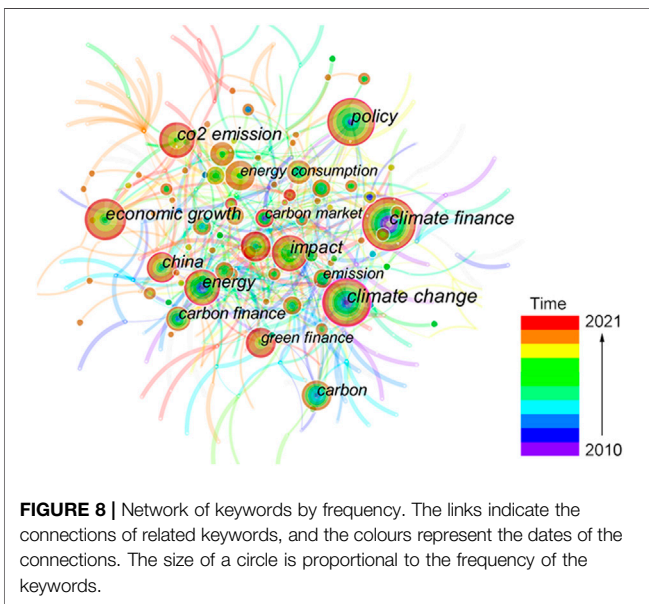 policy
co2 emission
energy consumption
economic growth
carbon market
climate finance
impact
china
emission
energy
climate change
carbon finance
green finance
carbon
Time
2021
2010
FIGURE 8 | Network of keywords by frequency. The links indicate the
connections of related keywords, and the colours represent the dates of the
connections. The size of a circle is proportional to the frequency of the
keywords.